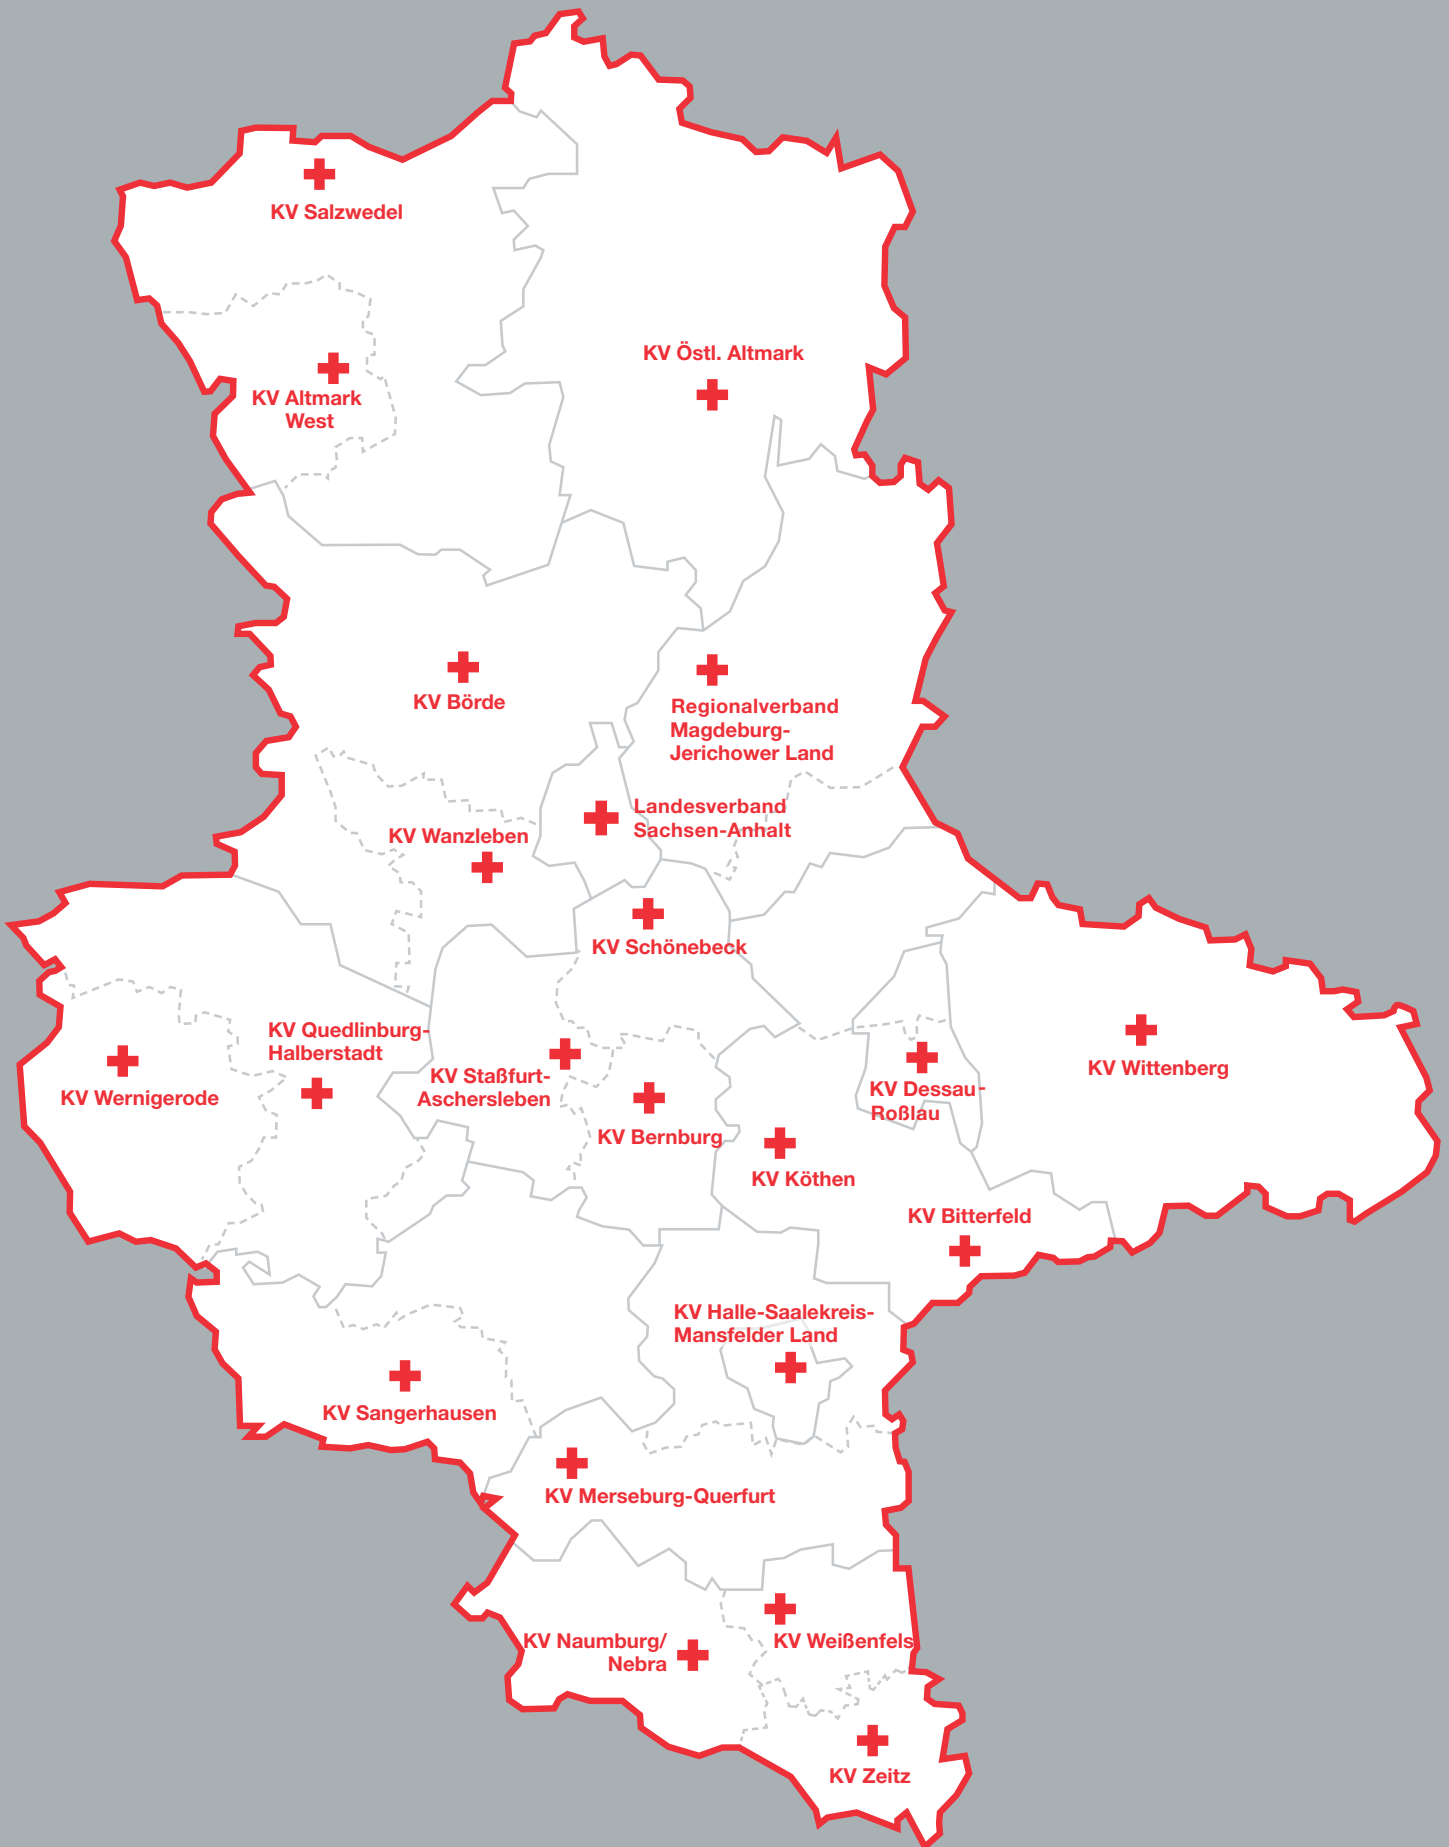 KV Salzwedel
KV Östl. Altmark
KV Altmark
West
KV Börde
Regionalverband
Magdeburg-
Jerichower Land
Landesverband
Sachsen-Anhalt
KV Wanzleben
KV Schönebeck
KV Quedlinburg-
Halberstadt
KV Wernigerode
KV Staßfurt-
Aschersleben
KV Bernburg
KV Dessau-
Roßlau
KV Wittenberg
KV Köthen
KV Bitterfeld
KV Halle-Saalekreis-
Mansfelder Land
KV Sangerhausen
KV Merseburg-Querfurt
KV Naumburg/
Nebra
KV Weißenfels
KV Zeitz